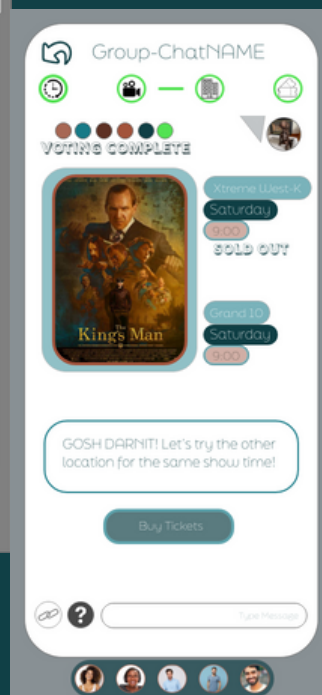 Group-ChatNAME
VOTING COMPLETE
Xtreme West-K
Saturday
9:00
SOLD OUT
The
King's Man
Grand 10
Saturday
9:00
GOSH DARNIT! Let's try the other
location for the same show time!
Buy Tickets
?
Type Message